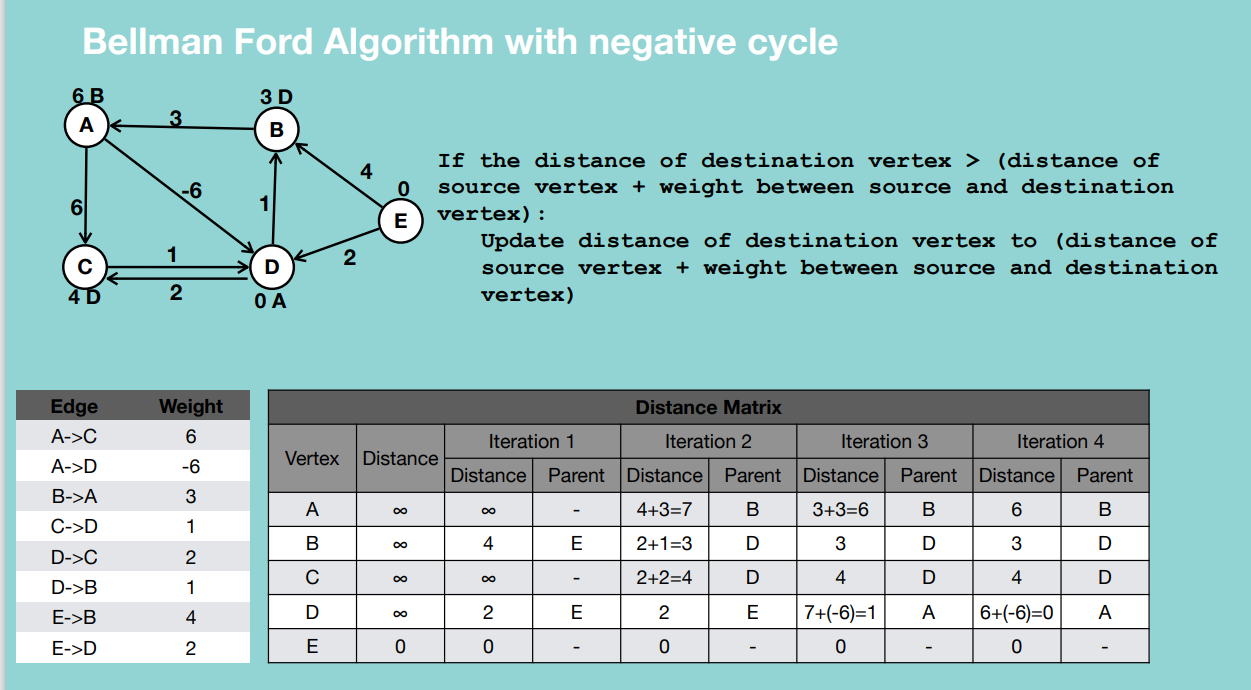 Bellman Ford Algorithm with negative cycle
6 B
3 D
A
3
B
4
0
6
-6
1
E
2
C
1
D
2
4 D
0 A
If the distance of destination vertex > (distance of
source vertex + weight between source and destination
vertex):
Update distance of destination vertex to (distance of
source vertex + weight between source and destination
vertex)
Edge Weight
A->C 6
A->D -6
B->A 3
C->D 1
D->C 2
D->B 1
E->B 4
E->D 2
Distance Matrix
Vertex Distance Iteration 1 Iteration 2 Iteration 3 Iteration 4
Distance Parent Distance Parent Distance Parent Distance Parent
A ∞ ∞ - 4+3=7 B 3+3=6 B 6 B
B ∞ 4 E 2+1=3 D 3 D 3 D
C ∞ ∞ - 2+2=4 D 4 D 4 D
D ∞ 2 E 2 E 7+(-6)=1 A 6+(-6)=0 A
E 0 0 - 0 - 0 - 0 -